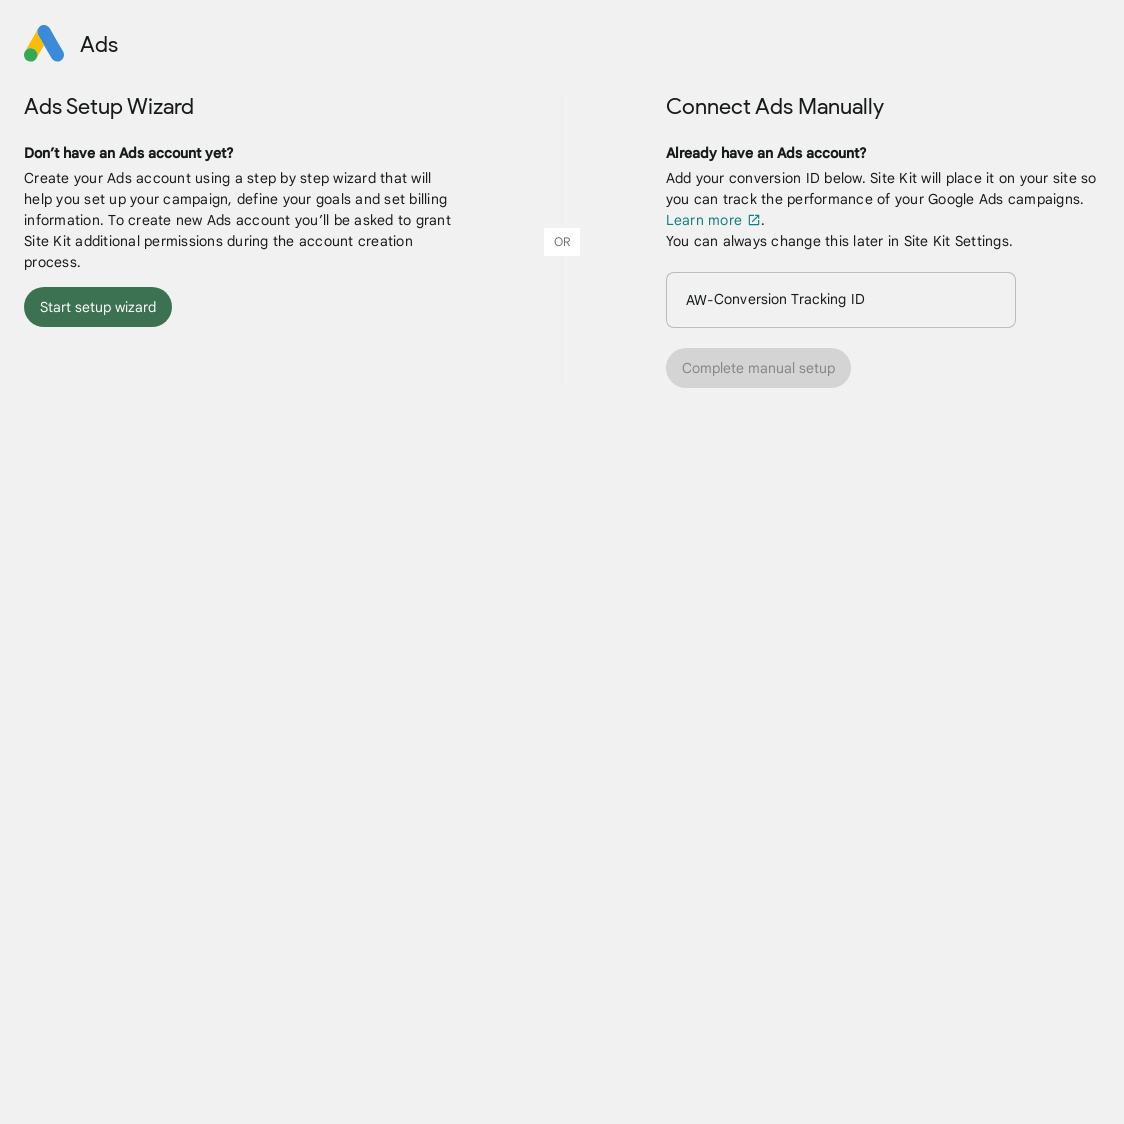 Ads
Ads Setup Wizard
Don’t have an Ads account yet?
Create your Ads account using a step by step wizard that will
help you set up your campaign, define your goals and set billing
information. To create new Ads account you’ll be asked to grant
Site Kit additional permissions during the account creation
process.
Start setup wizard
OR
Connect Ads Manually
Already have an Ads account?
Add your conversion ID below. Site Kit will place it on your site so
you can track the performance of your Google Ads campaigns.
Learn more .
You can always change this later in Site Kit Settings.
AW-Conversion Tracking ID
Complete manual setup